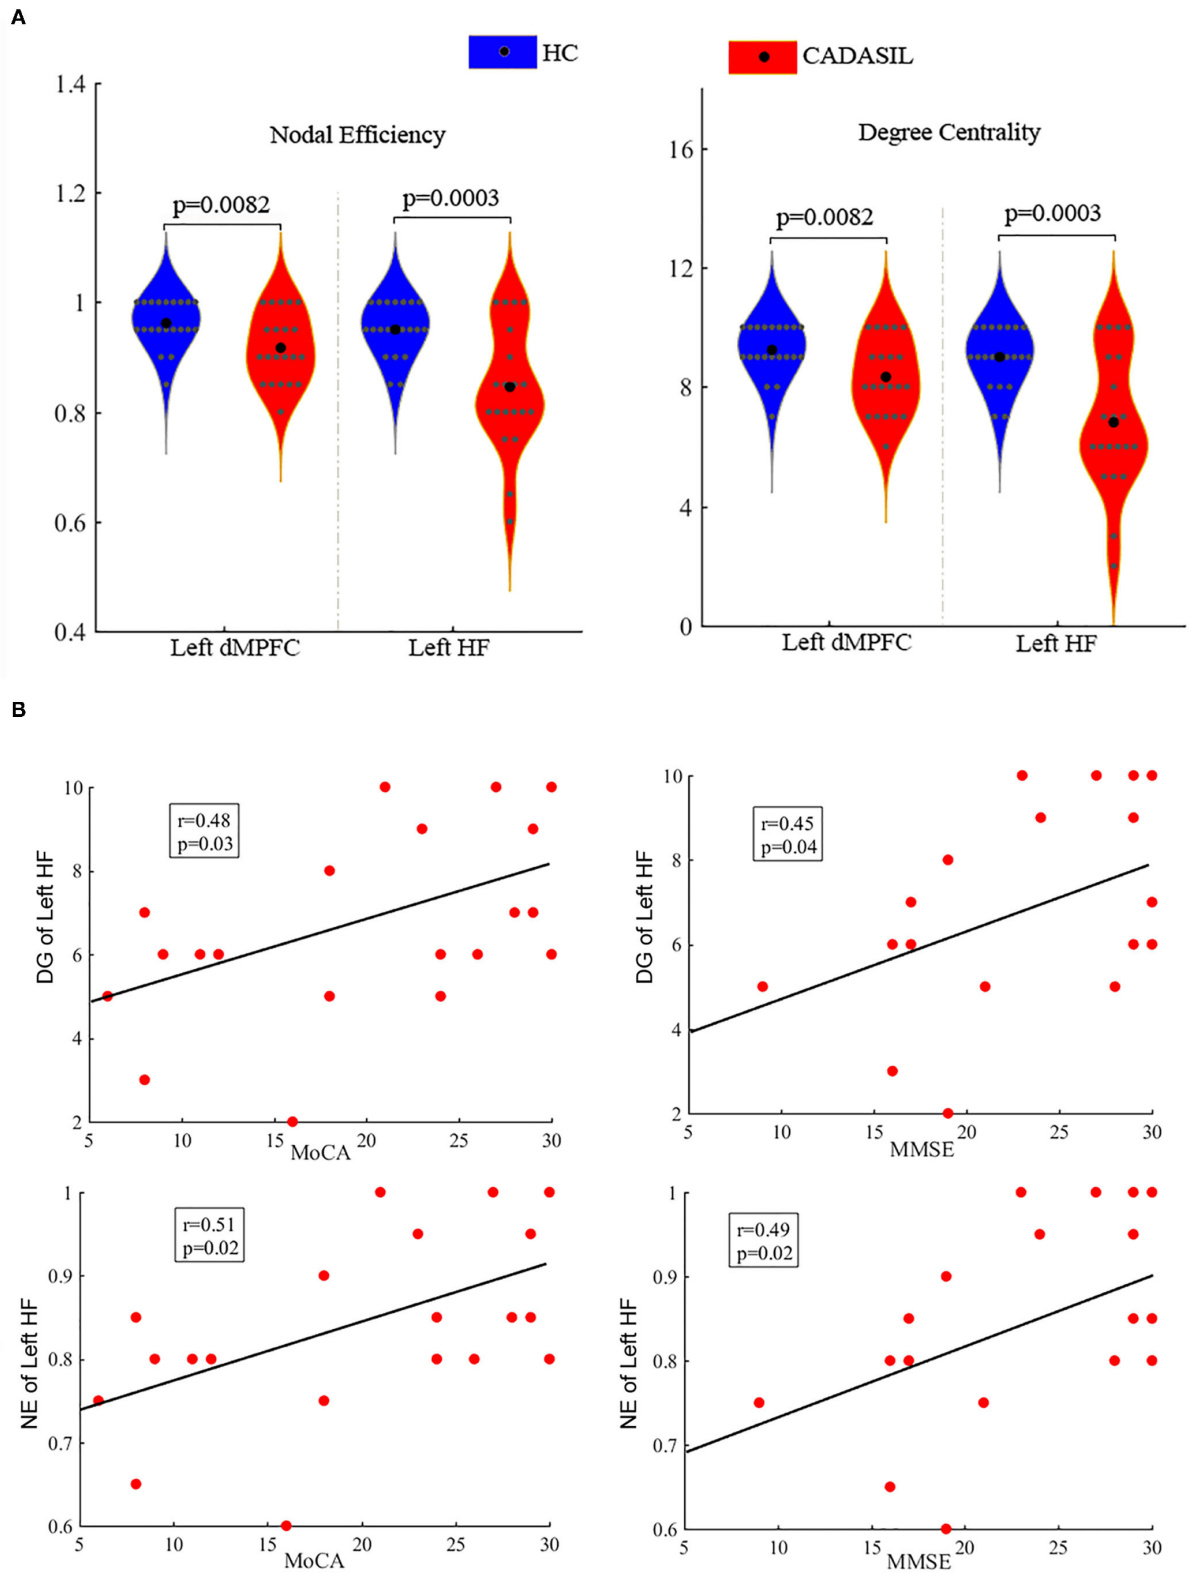 A
HC
CADASIL
Nodal Efficiency
Degree Centrality
p=0.0082
p=0.0003
p=0.0082
p=0.0003
1.4
1.2
1
0.8
0.6
0.4
Left dMPFC
Left HF
16
12
8
4
0
Left dMPFC
Left HF
B
DG of Left HF
10
8
6
4
2
r=0.48
p=0.03
5
10
15
20
25
30
MoCA
DG of Left HF
10
8
6
4
2
r=0.45
p=0.04
5
10
15
20
25
30
MMSE
NE of Left HF
1
0.9
0.8
0.7
0.6
r=0.51
p=0.02
5
10
15
20
25
30
MoCA
NE of Left HF
1
0.9
0.8
0.7
0.6
r=0.49
p=0.02
5
10
15
20
25
30
MMSE